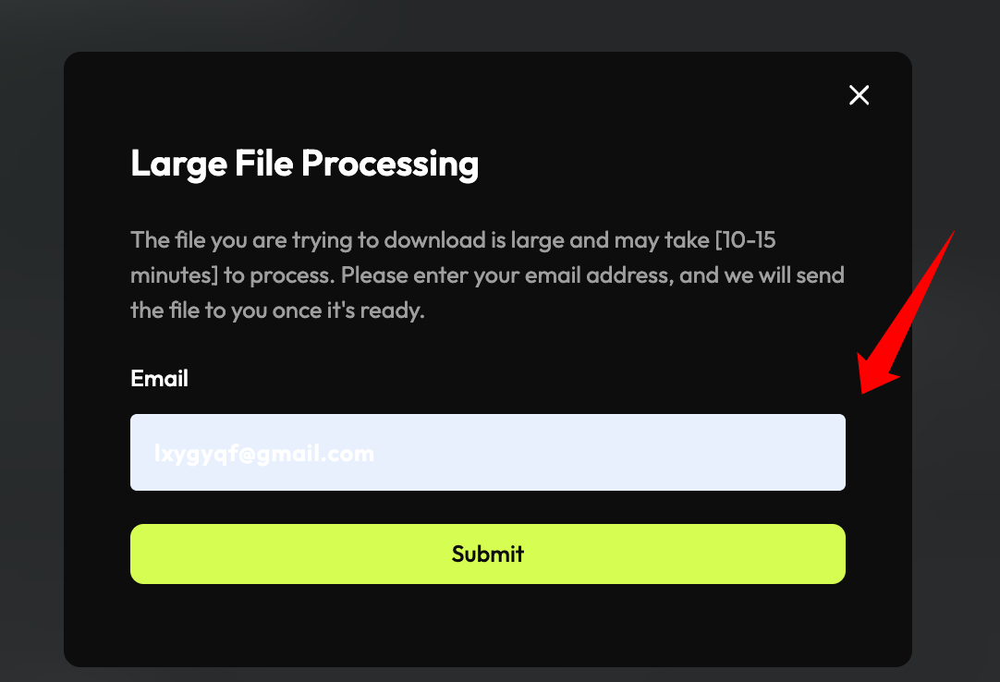 Large File Processing
The file you are trying to download is large and may take [10-15
minutes] to process. Please enter your email address, and we will send
the file to you once it's ready.
Email
lxygyqf@gmail.com
Submit